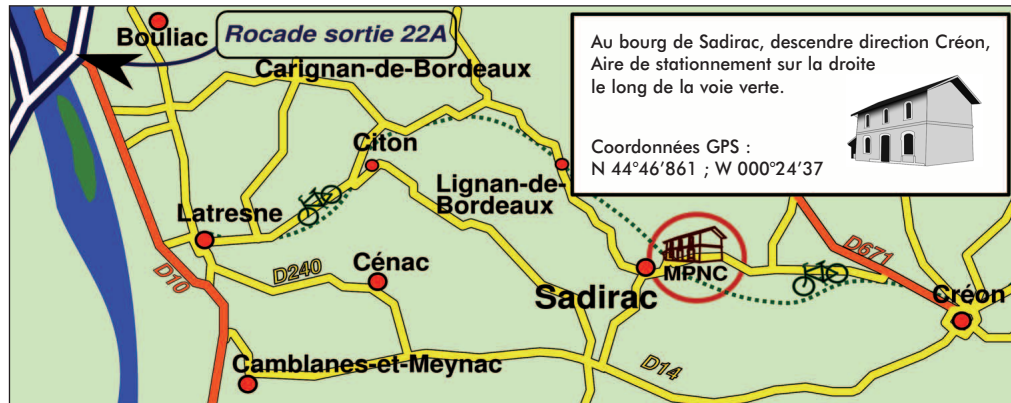 Bouliac
Rocade sortie 22A
Carignan-de-Bordeaux
Au bourg de Sadirac, descendre direction Créon,
Aire de stationnement sur la droite
le long de la voie verte.
Coordonnées GPS :
N 44°46’861 ; W 000°24’37
Citon
Lignan-de-
Bordeaux
Latresne
D10
D240
Cénac
MPNC
Sadirac
D671
Créon
Camblanes-et-Meynac
D14